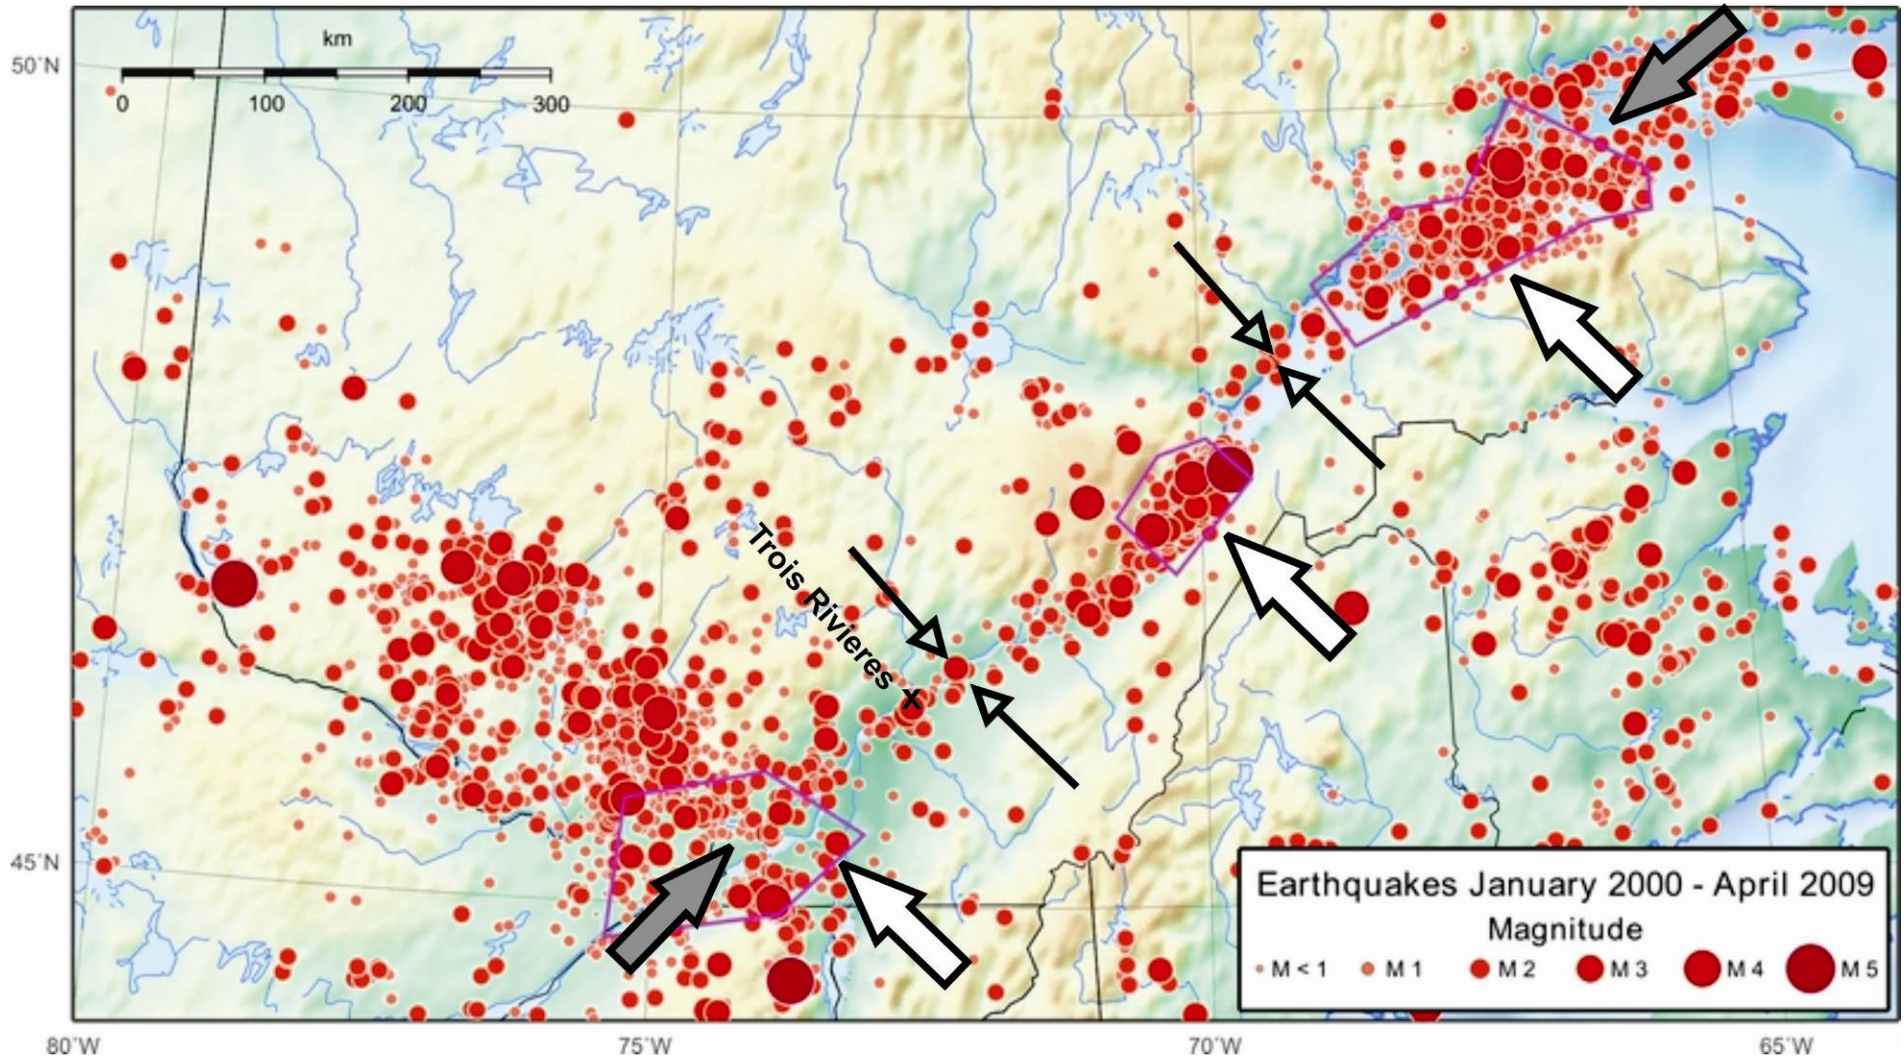 km
50°N
0 100 200 300
Trois Rivieres
x
45°N
Earthquakes January 2000 - April 2009
Magnitude
M < 1 M 1 M 2 M 3 M 4 M 5
80°W 75°W 70°W 65°W